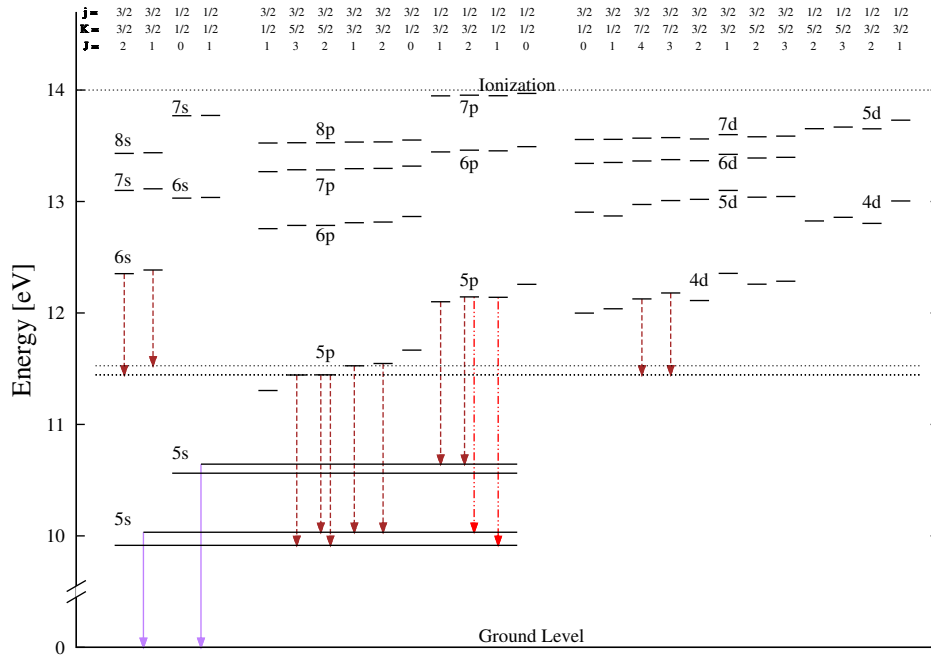 j = 3/2 3/2 1/2 1/2 3/2 3/2 3/2 3/2 3/2 3/2 1/2 1/2 1/2 1/2 3/2 3/2 3/2 3/2 3/2 3/2 3/2 3/2 1/2 1/2 1/2 1/2
K = 3/2 3/2 1/2 1/2 1/2 5/2 5/2 3/2 3/2 1/2 3/2 3/2 1/2 1/2 1/2 1/2 7/2 7/2 3/2 3/2 5/2 5/2 5/2 5/2 3/2 3/2
J = 2 1 0 1 1 3 2 1 2 0 1 2 1 0 0 1 4 3 2 1 2 3 2 3 2 1
14 Ionization
7s 7p 5d
8s 8p 7d
6p 6d
7s 6s 7p
13 5d 4d
6p
6s
5p 4d
12
5p
11
5s
5s
10
Energy [eV]
Ground Level
0